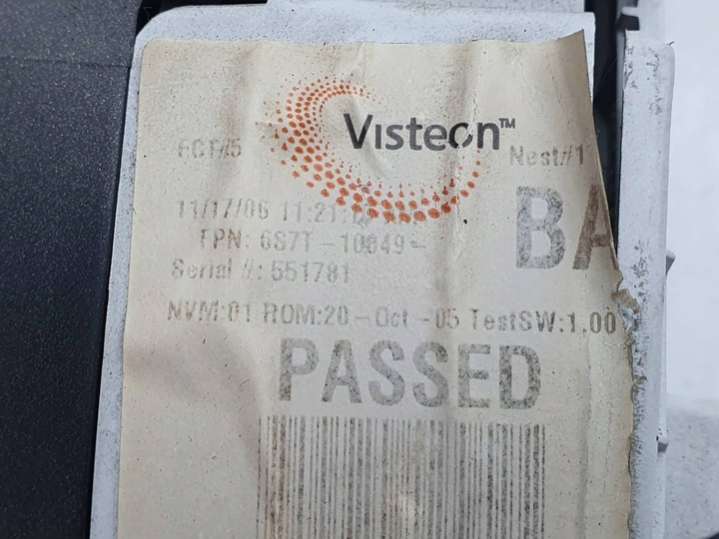 Visteon™
FCT#5 Nest#1
11/17/06 11:21:
BA
TPN: 6S7T-10849-
Serial #: 551781
NVM:01 ROM:20-Oct-05 TestSW:1.00
PASSED